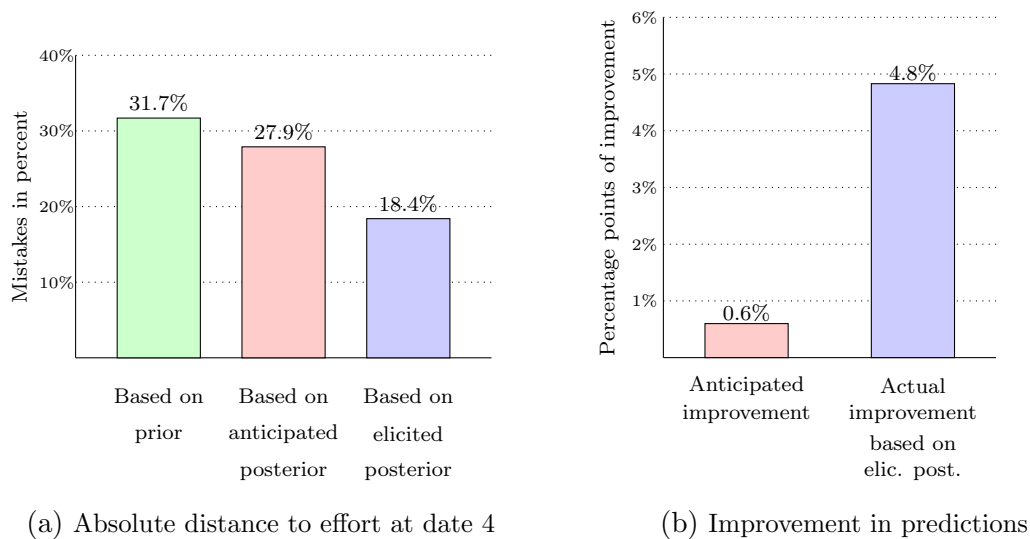 40%
30%
20%
10%
Mistakes in percent
31.7%
27.9%
18.4%
Based on
prior
Based on
anticipated
posterior
Based on
elicited
posterior
(a) Absolute distance to effort at date 4
6%
5%
4%
3%
2%
1%
Percentage points of improvement
0.6%
4.8%
Anticipated
improvement
Actual
improvement
based on
elic. post.
(b) Improvement in predictions